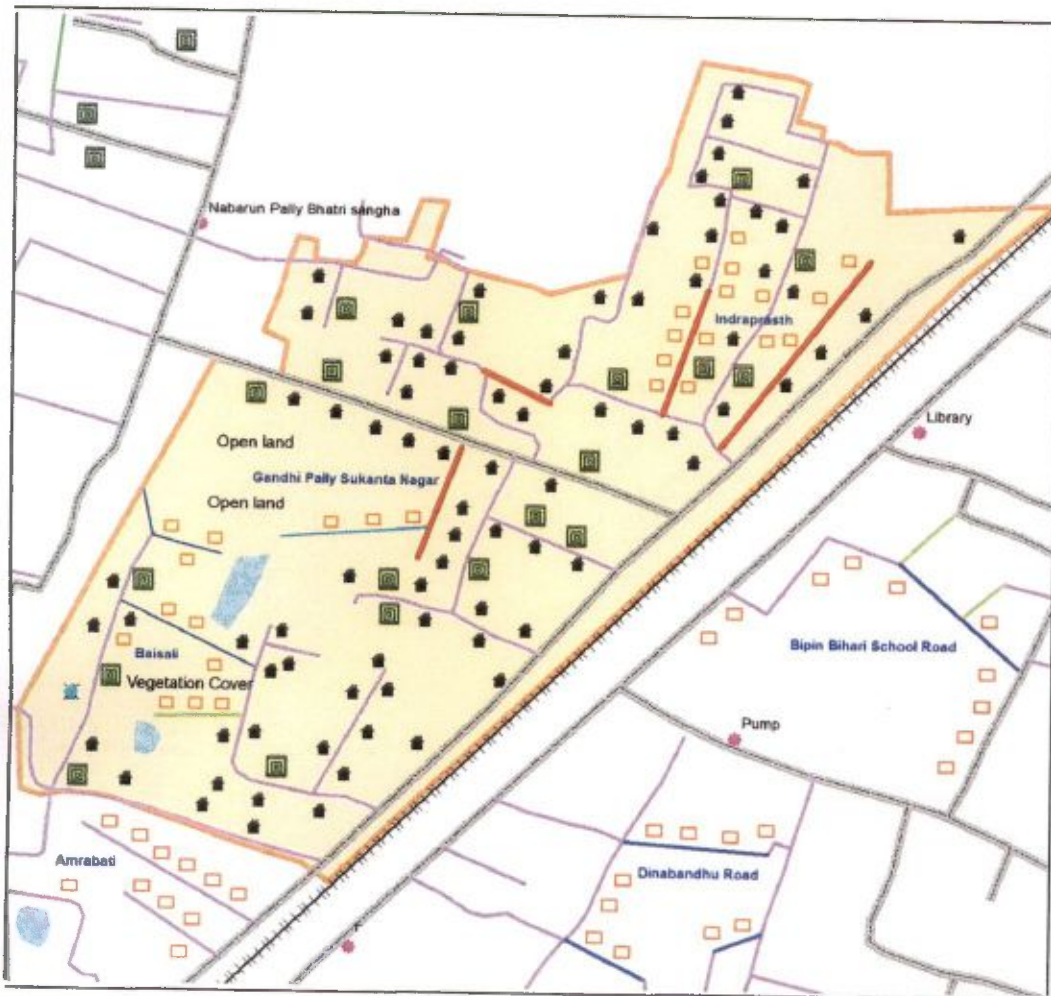 Nabarun Pally Bhatri sangha
Indraprasth
Library
Open land
Gandhi Pally Sukanta Nagar
Open land
Bipin Bihari School Road
Baisali
Vegetation Cover
Pump
Amrabati
Dinabandhu Road